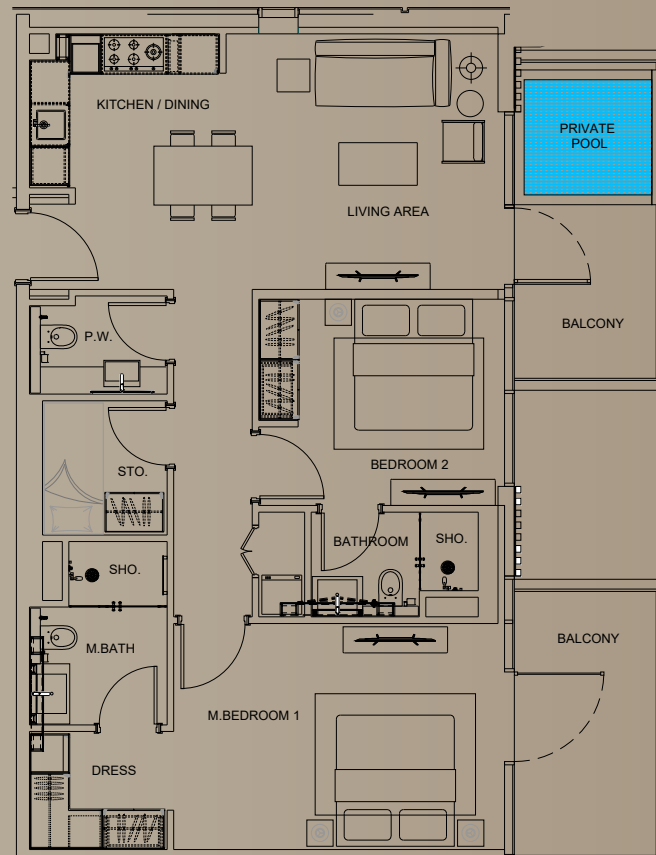 KITCHEN / DINING
PRIVATE
POOL
LIVING AREA
BALCONY
P.W.
BEDROOM 2
STO.
BATHROOM
SHO.
SHO.
M.BATH
BALCONY
M.BEDROOM 1
DRESS